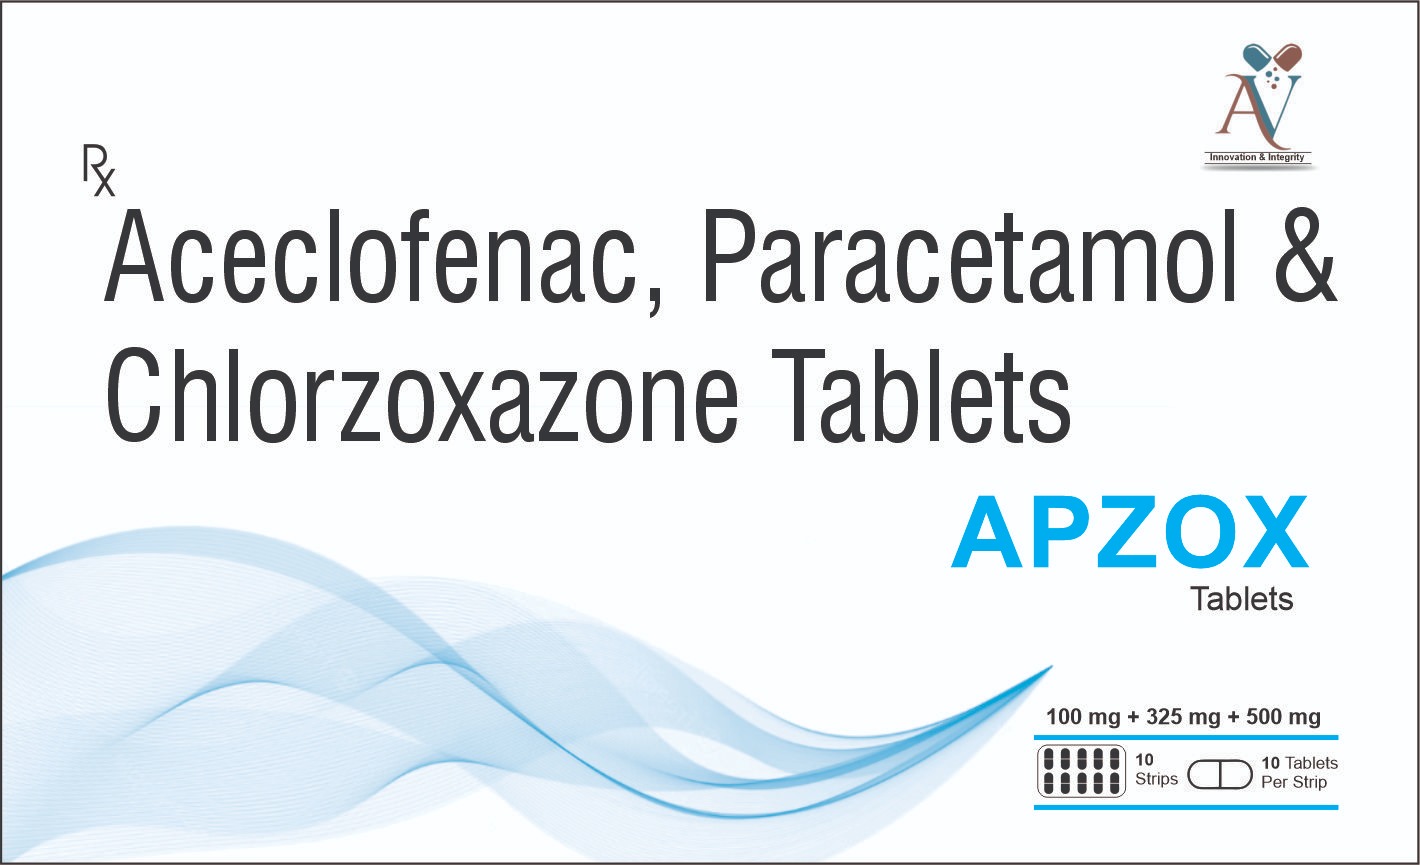 AV
Innovation & Integrity
Rx
Aceclofenac, Paracetamol &
Chlorzoxazone Tablets
APZOX
Tablets
100 mg + 325 mg + 500 mg
10
Strips
10 Tablets
Per Strip